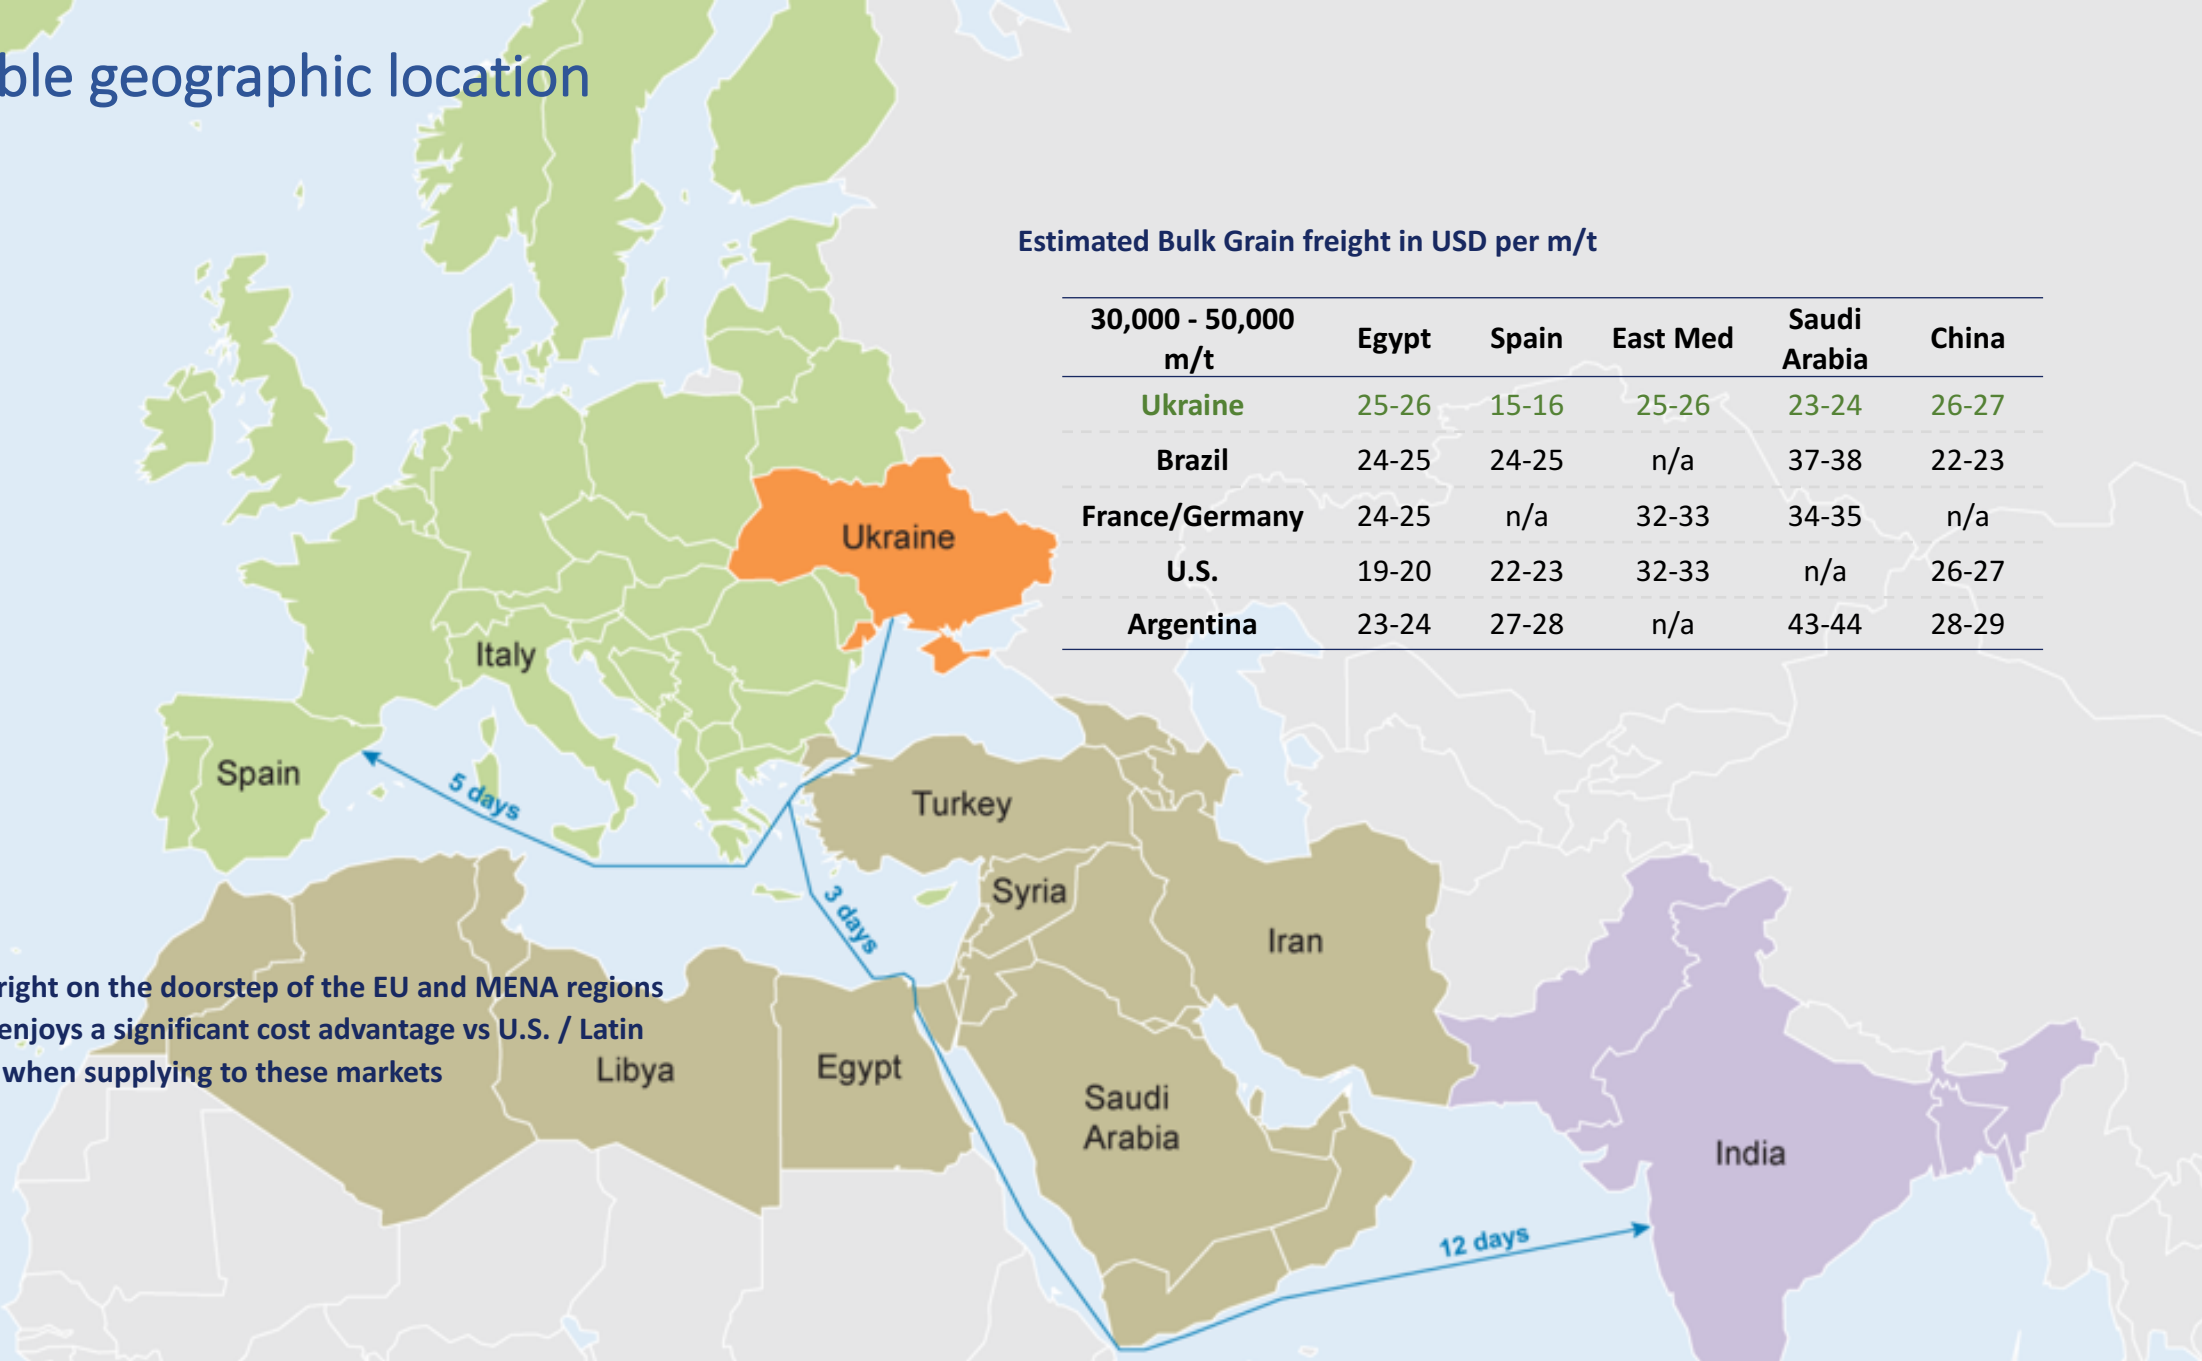 ble geographic location
Estimated Bulk Grain freight in USD per m/t
30,000 - 50,000 m/t Egypt Spain East Med Saudi Arabia China
Ukraine 25-26 15-16 25-26 23-24 26-27
Brazil 24-25 24-25 n/a 37-38 22-23
France/Germany 24-25 n/a 32-33 34-35 n/a
U.S. 19-20 22-23 32-33 n/a 26-27
Argentina 23-24 27-28 n/a 43-44 28-29
Ukraine
Italy
Spain
5 days
Turkey
3 days
Syria
Iran
right on the doorstep of the EU and MENA regions
enjoys a significant cost advantage vs U.S. / Latin
when supplying to these markets
Libya
Egypt
Saudi
Arabia
India
12 days